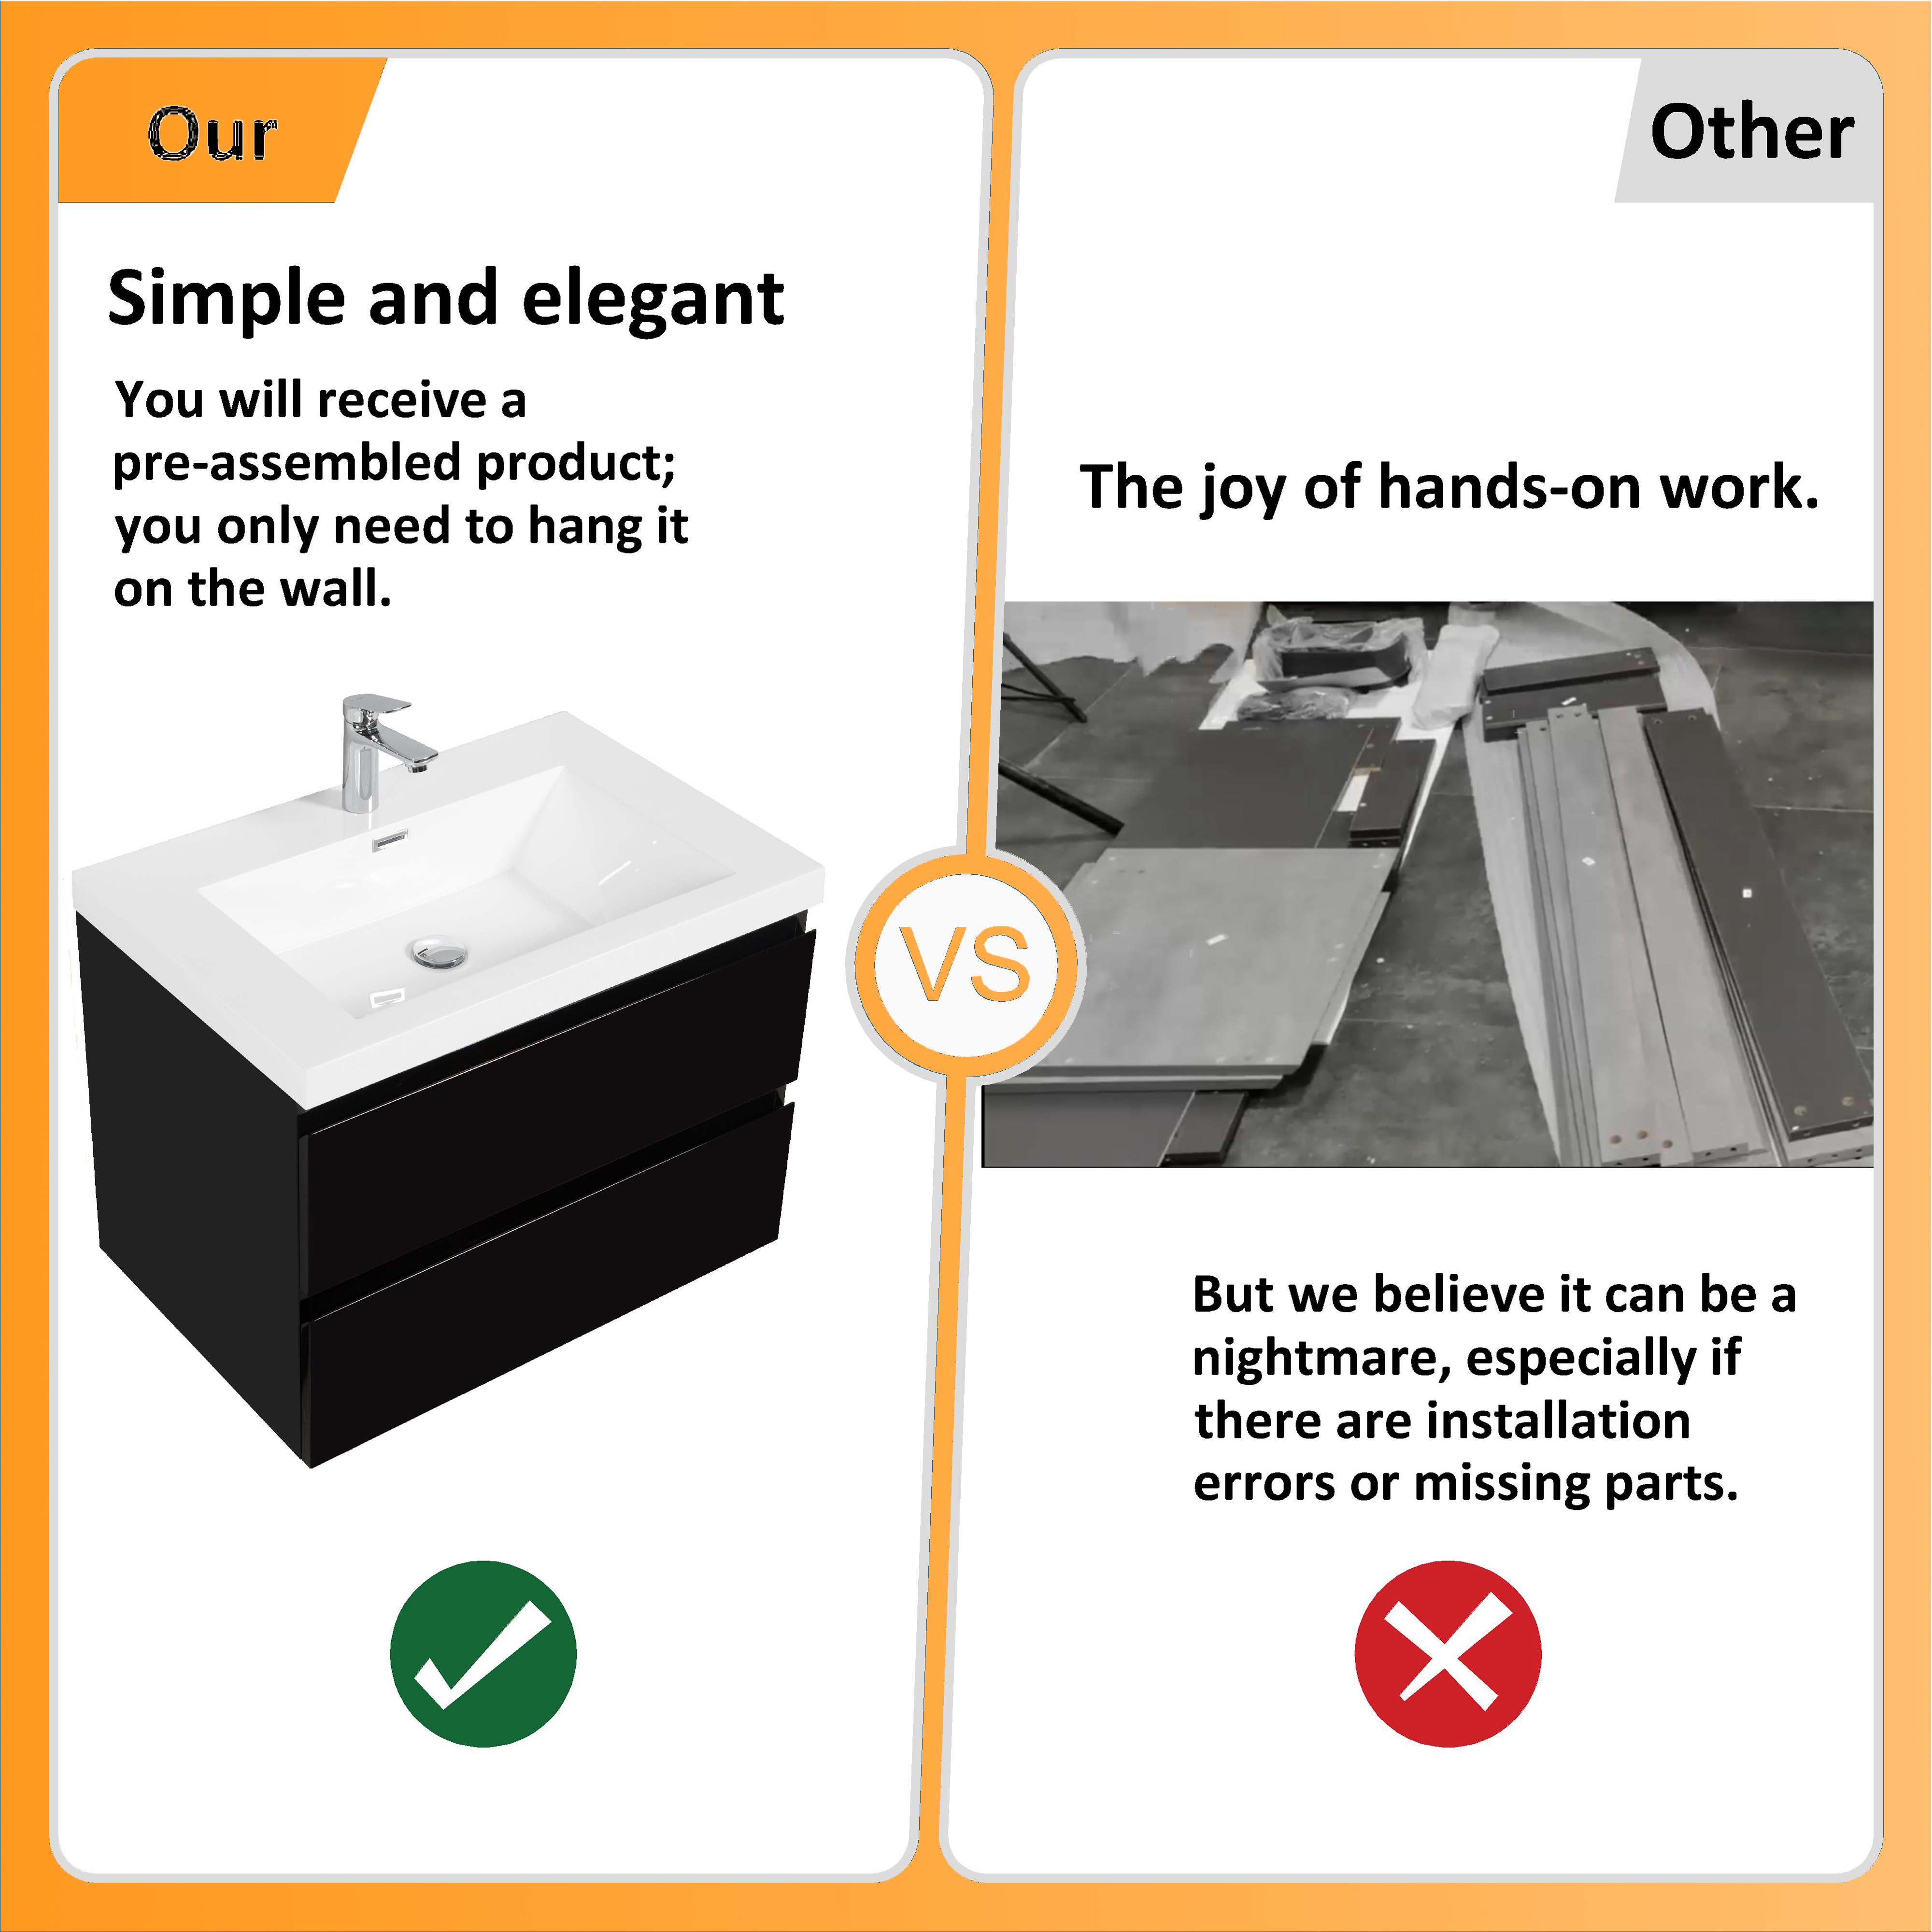 Our
Simple and elegant
You will receive a
pre-assembled product;
you only need to hang it
on the wall.
VS
Other
The joy of hands-on work.
But we believe it can be a
nightmare, especially if
there are installation
errors or missing parts.